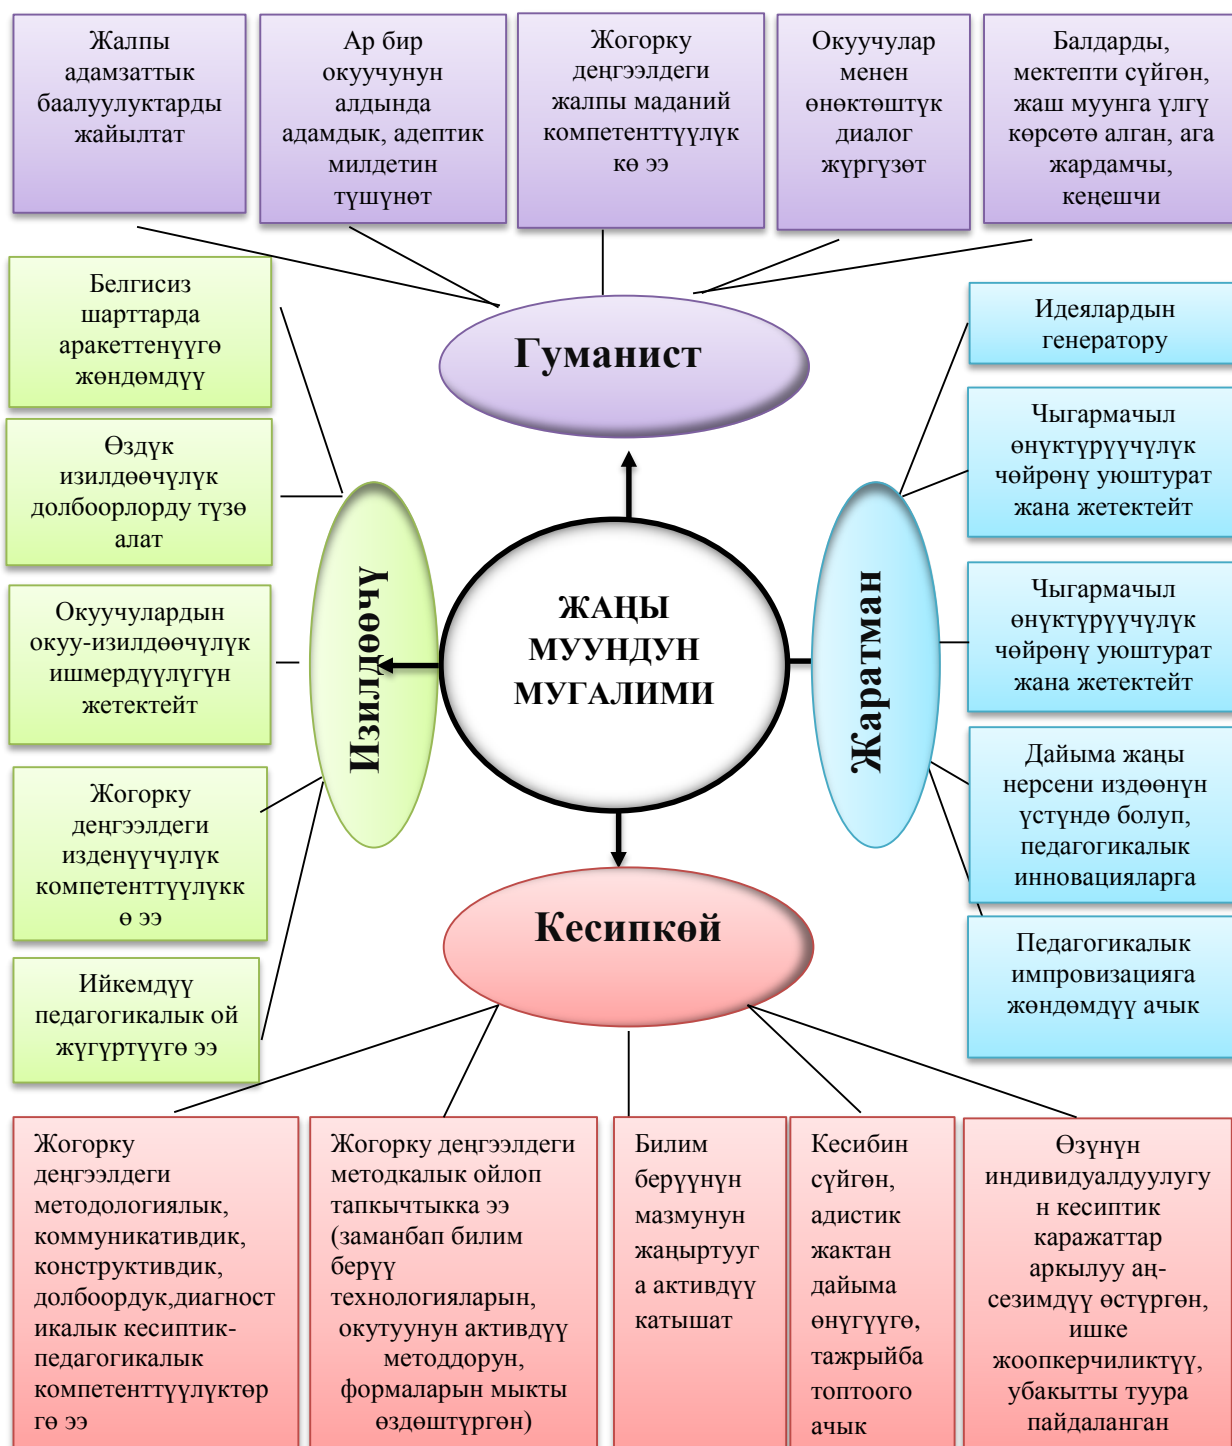 Жалпы
адамзаттык
баалуулуктарды
жайылтат
Ар бир
окуучунун
алдында
адамдык, адептик
милдетин
түшүнөт
Жогорку
деңгээлдеги
жалпы маданий
компетенттүүлүк
кө ээ
Окуучулар
менен
өнөктөштүк
диалог
жүргүзөт
Балдарды,
мектепти сүйгөн,
жаш муунга үлгү
көрсөтө алган, ага
жардамчы,
кеңешчи
Гуманист
Белгисиз
шарттарда
аракеттенүүгө
жөндөмдүү
Өздүк
изилдөөчүлүк
долбоорлорду түзө
алат
Окуучулардын
окуу-изилдөөчүлүк
ишмердүүлүгүн
жетектейт
Жогорку
деңгээлдеги
изденүүчүлүк
компетенттүүлүкк
ө ээ
Ийкемдүү
педагогикалык ой
жүгүртүүгө ээ
Изилдөөчү
ЖАҢЫ
МУУНДУН
МУГАЛИМИ
Жаратман
Идеялардын
генератору
Чыгармачыл
өнүктүрүүчүлүк
чөйрөнү уюштурат
жана жетектейт
Чыгармачыл
өнүктүрүүчүлүк
чөйрөнү уюштурат
жана жетектейт
Дайыма жаңы
нерсени издөөнүн
үстүндө болуп,
педагогикалык
инновацияларга
Педагогикалык
импровизацияга
жөндөмдүү ачык
Кесипкөй
Жогорку
деңгээлдеги
методологиялык,
коммуникативдик,
конструктивдик,
долбоордук,диагност
икалык кесиптик-
педагогикалык
компетенттүүлүктөр
гө ээ
Жогорку деңгээлдеги
методкалык ойлоп
тапкычтыкка ээ
(заманбап билим
берүү
технологияларын,
окутуунун активдүү
методдорун,
формаларын мыкты
өздөштүргөн)
Билим
берүүнүн
мазмунун
жаңыртууг
а активдүү
катышат
Кесибин
сүйгөн,
адистик
жактан
дайыма
өнүгүүгө,
тажрыйба
топтоого
ачык
Өзүнүн
индивидуалдуулугу
н кесиптик
каражаттар
аркылуу аң-
сезимдүү өстүргөн,
ишке
жоопкерчиликтүү,
убакытты туура
пайдаланган